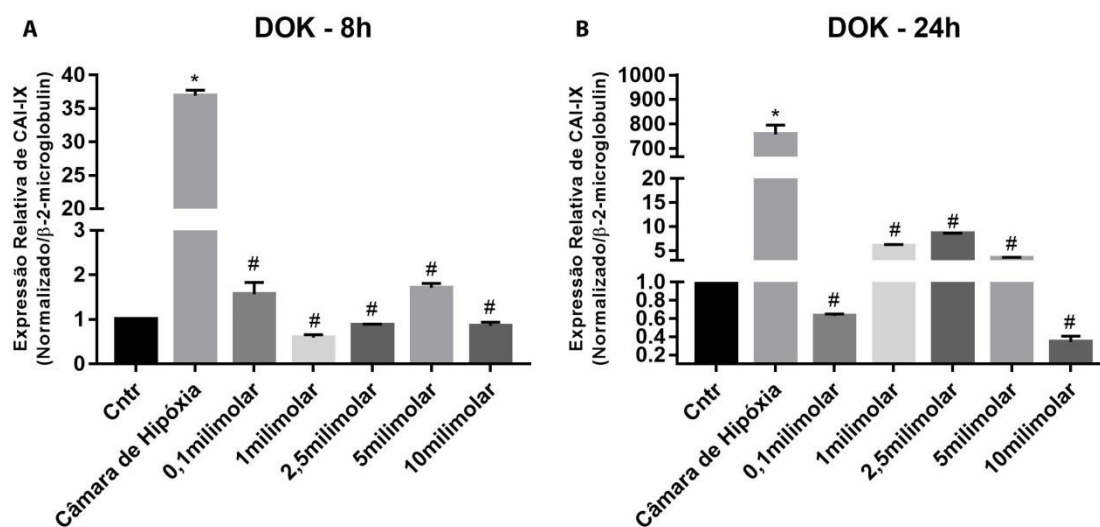 A
DOK - 8h
Expressão Relativa de CAI-IX
(Normalizado/β-2-microglobulin)
40
35
30
25
20
3
2
1
0
*
#
#
#
#
#
Cntr
Câmara de Hipóxia
0,1milimolar
1milimolar
2,5milimolar
5milimolar
10milimolar
B
DOK - 24h
Expressão Relativa de CAI-IX
(Normalizado/β-2-microglobulin)
1000
900
800
700
20
15
10
5
1.0
0.8
0.6
0.4
0.2
*
#
#
#
#
#
Cntr
Câmara de Hipóxia
0,1milimolar
1milimolar
2,5milimolar
5milimolar
10milimolar